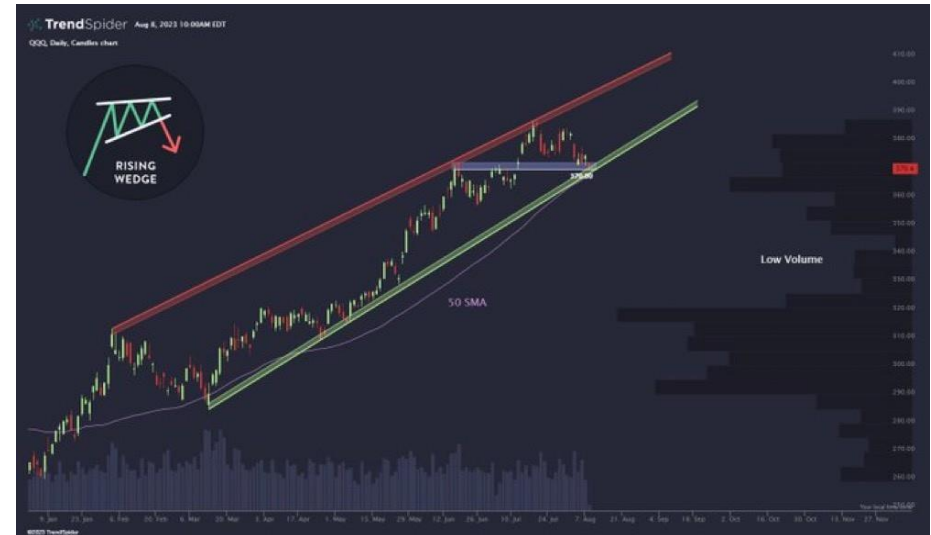 TrendSpider Aug 8, 2023 10:00AM EDT
QQQ, Daily, Candles chart
RISING
WEDGE
410.00
400.00
390.00
380.00
370.00
360.00
350.00
340.00
Low Volume
330.00
50 SMA
320.00
310.00
300.00
290.00
280.00
270.00
260.00
9. Jan 23. Jan 6. Feb 20. Feb 6. Mar 20. Mar 3. Apr 17. Apr 1. May 15. May 29. May 12. Jun 26. Jun 10. Jul 24. Jul 7. Aug 21. Aug 4. Sep 18. Sep 2. Oct 16. Oct 30. Oct 13. Nov 27. Nov
TrendSpider